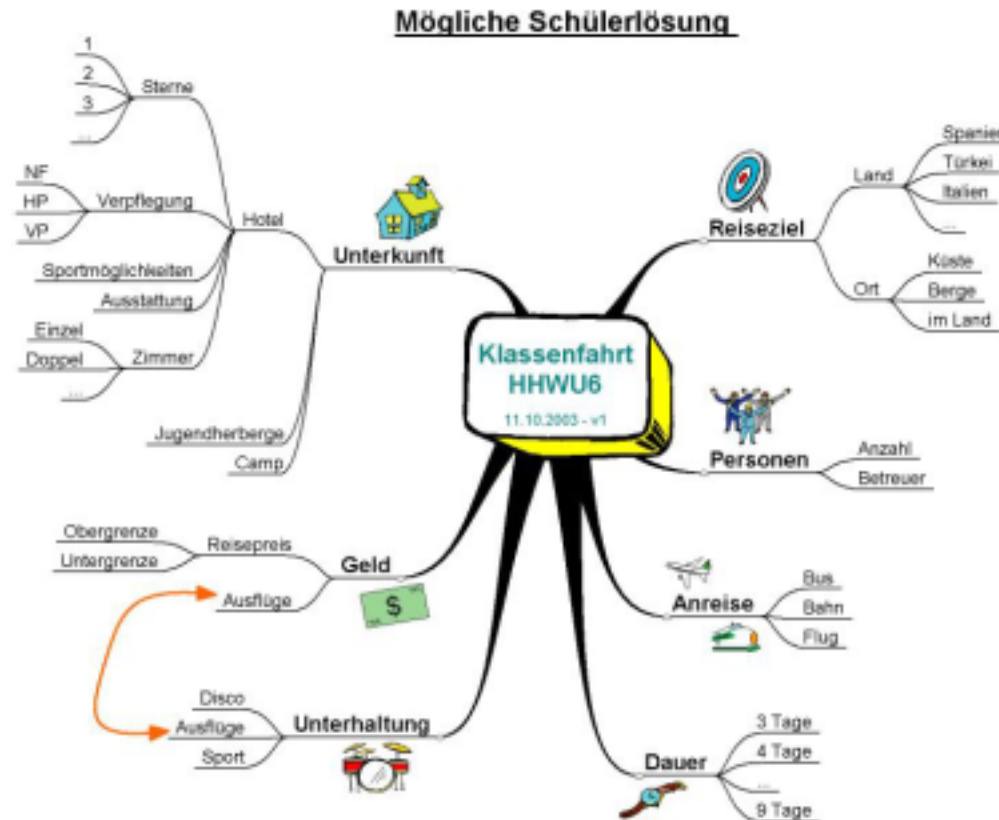 Mögliche Schülerlösung
Klassenfahrt
HHWU6
11.10.2003 - v1
Unterkunft
Hotel
Sterne
1
2
3
...
Verpflegung
NF
HP
VP
Sportmöglichkeiten
Ausstattung
Zimmer
Einzel
Doppel
...
Jugendherberge
Camp
Geld
Reisepreis
Obergrenze
Untergrenze
Ausflüge
$
Unterhaltung
Disco
Ausflüge
Sport
Reiseziel
Land
Spanien
Türkei
Italien
...
Ort
Küste
Berge
im Land
Personen
Anzahl
Betreuer
Anreise
Bus
Bahn
Flug
Dauer
3 Tage
4 Tage
...
9 Tage